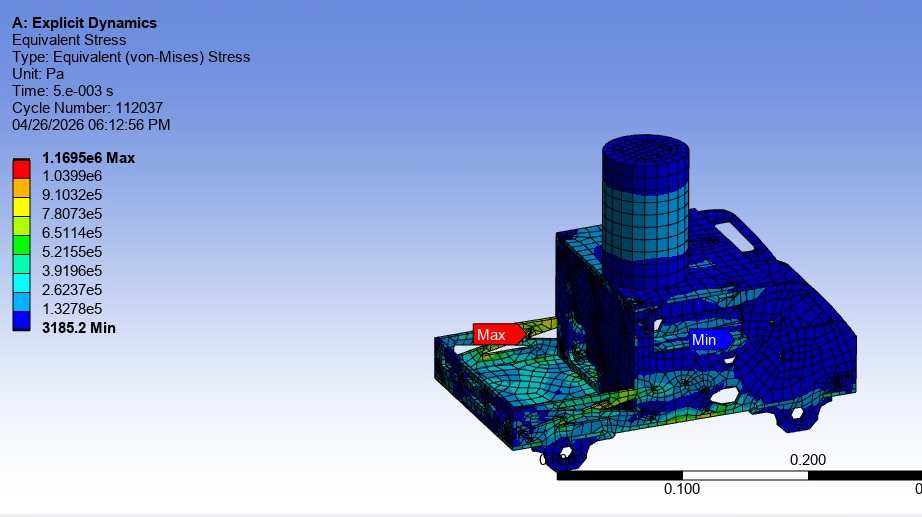 A: Explicit Dynamics
Equivalent Stress
Type: Equivalent (von-Mises) Stress
Unit: Pa
Time: 5.e-003 s
Cycle Number: 112037
04/26/2026 06:12:56 PM
1.1695e6 Max
1.0399e6
9.1032e5
7.8073e5
6.5114e5
5.2155e5
3.9196e5
2.6237e5
1.3278e5
3185.2 Min
Max
Min
0.200
0.100